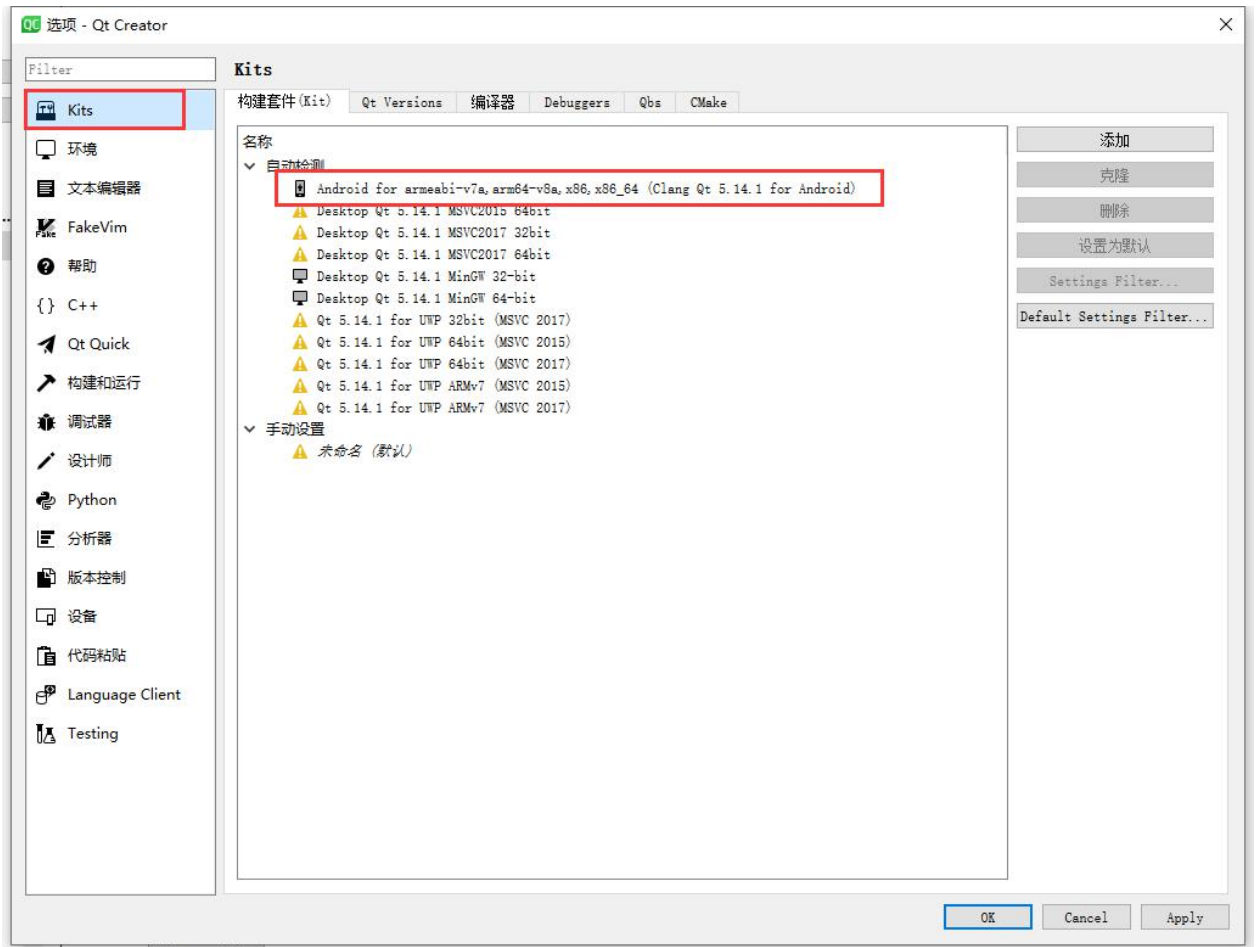 QC 选项 - Qt Creator
Filter
Kits
Kits
环境
文本编辑器
Fake FakeVim
帮助
{} C++
Qt Quick
构建和运行
调试器
设计师
Python
分析器
版本控制
设备
代码粘贴
Language Client
Testing
构建套件(Kit) Qt Versions 编译器 Debuggers Qbs CMake
名称
自动检测
Android for armeabi-v7a,arm64-v8a,x86,x86_64 (Clang Qt 5.14.1 for Android)
Desktop Qt 5.14.1 MSVC2015 64bit
Desktop Qt 5.14.1 MSVC2017 32bit
Desktop Qt 5.14.1 MSVC2017 64bit
Desktop Qt 5.14.1 MinGW 32-bit
Desktop Qt 5.14.1 MinGW 64-bit
Qt 5.14.1 for UWP 32bit (MSVC 2017)
Qt 5.14.1 for UWP 64bit (MSVC 2015)
Qt 5.14.1 for UWP 64bit (MSVC 2017)
Qt 5.14.1 for UWP ARMv7 (MSVC 2015)
Qt 5.14.1 for UWP ARMv7 (MSVC 2017)
手动设置
未命名 (默认)
添加
克隆
删除
设置为默认
Settings Filter...
Default Settings Filter...
OK Cancel Apply